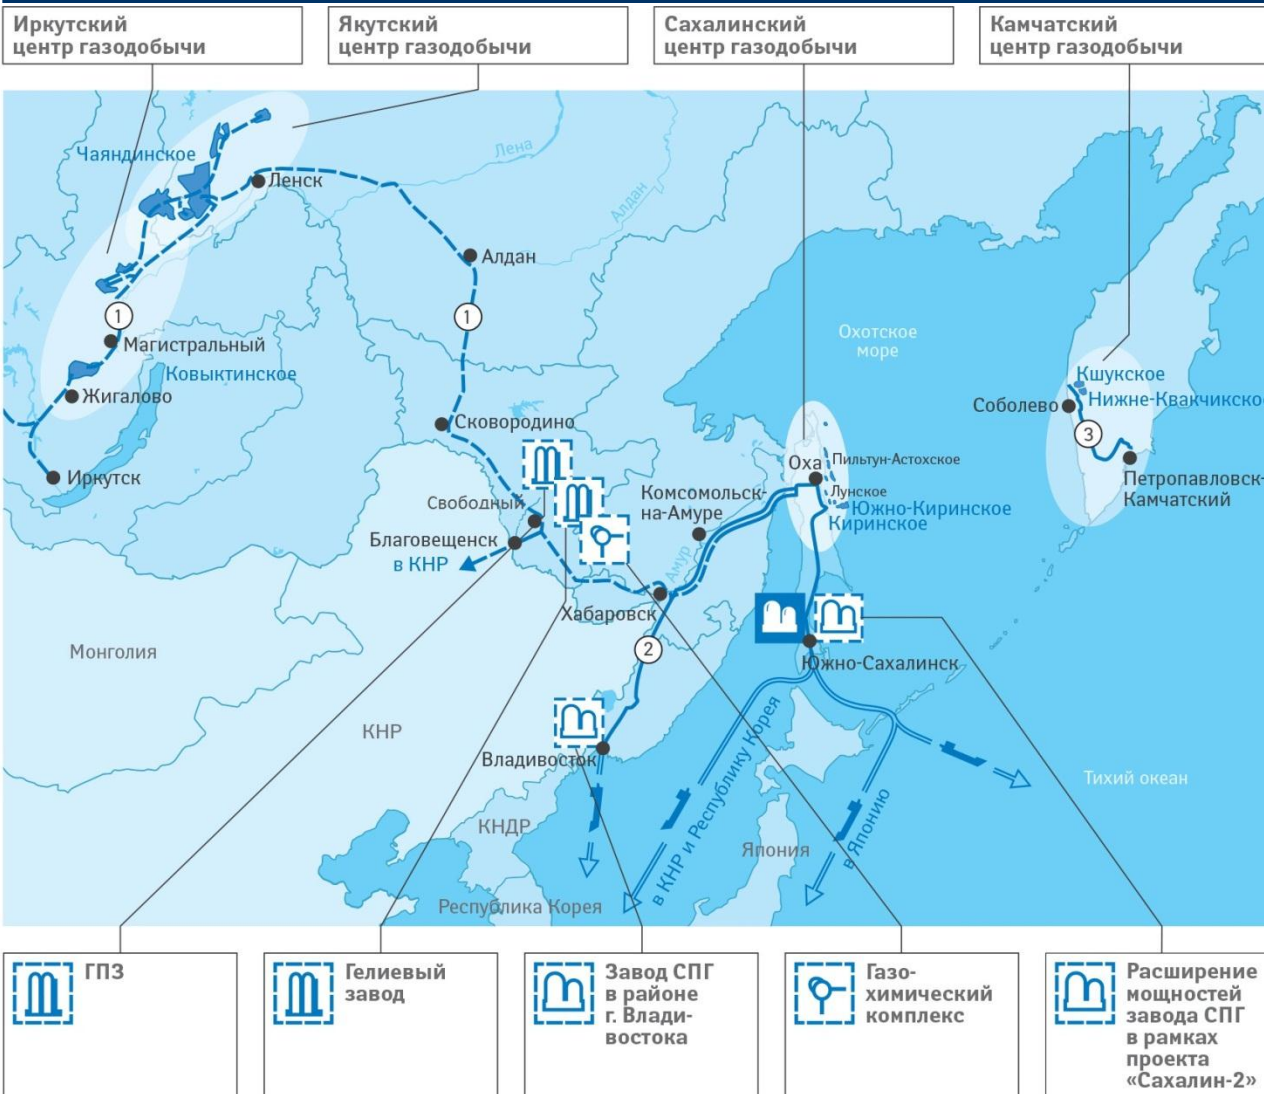 Иркутский
центр газодобычи
Якутский
центр газодобычи
Сахалинский
центр газодобычи
Камчатский
центр газодобычи
Чаяндинское
Лена
Ленск
Алдан
Алдан
1
1
Магистральный
Ковыктинское
Жигалово
Иркутск
Сковородино
Охотское
море
Кшукское
Нижне-Квакчикско
Соболево
3
Петропавловск-
Камчатский
Оха
Пильтун-Астохское
Лунское
Южно-Киринское
Киринское
Комсомольск-
на-Амуре
Свободный
Благовещенск
в КНР
Амур
Хабаровск
2
Монголия
Южно-Сахалинск
КНР
Владивосток
в КНР и Республику Корея
в Японию
Тихий океан
КНДР
Япония
Республика Корея
ГПЗ
Гелиевый
завод
Завод СПГ
в районе
г. Влади-
востока
Газо-
химический
комплекс
Расширение
мощностей
завода СПГ
в рамках
проекта
«Сахалин-2»